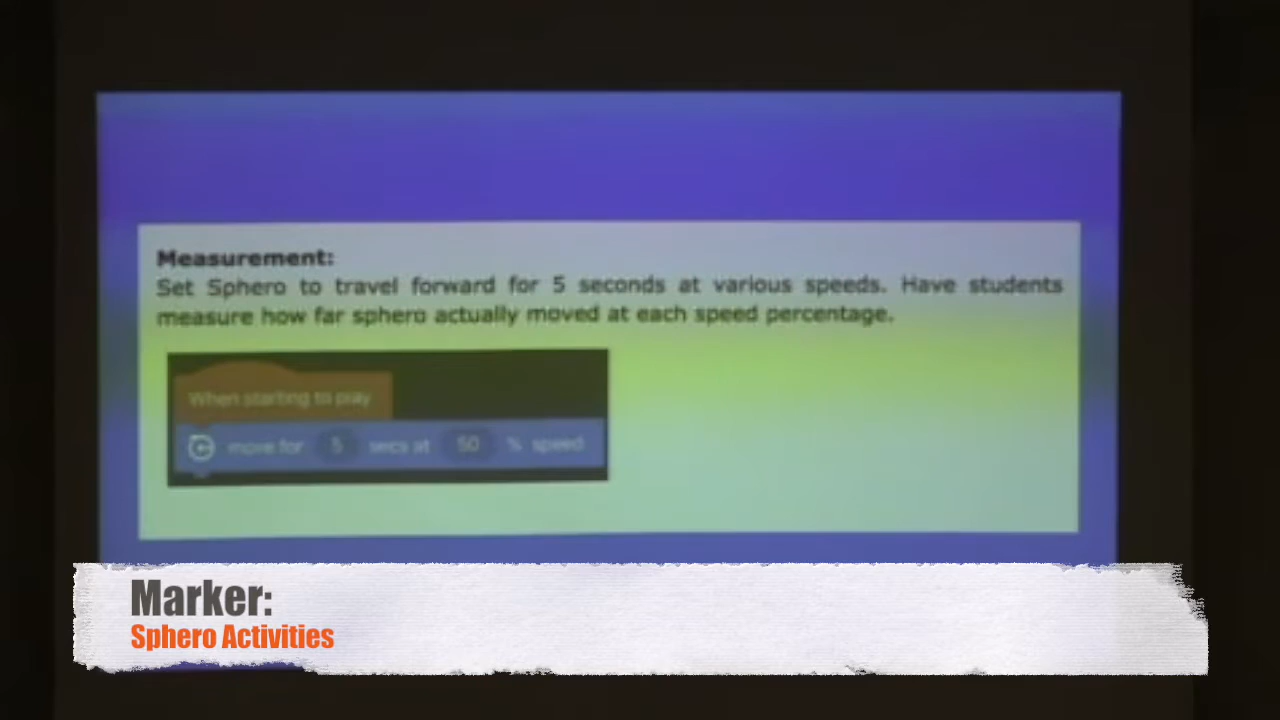 Measurement:
Set Sphero to travel forward for 5 seconds at various speeds. Have students
measure how far sphero actually moved at each speed percentage.
When starting to play
move for 5 secs at 50 % speed
Marker:
Sphero Activities